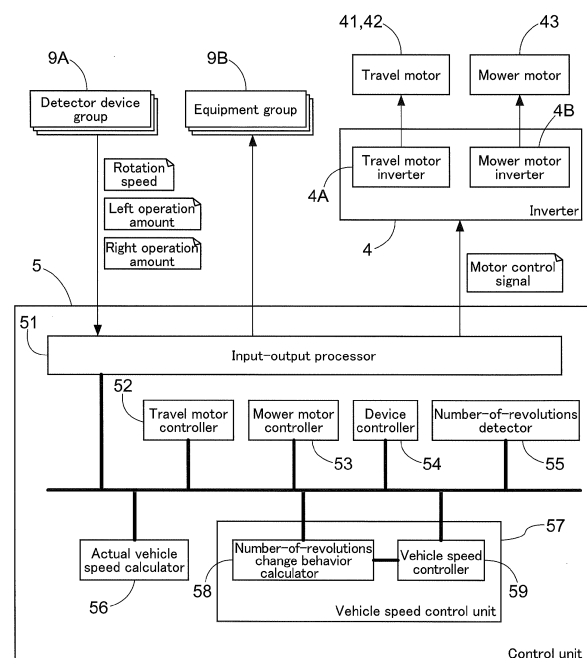 41,42
43
9A
9B
Travel motor
Mower motor
Detector device
group
Equipment group
4B
Travel motor
inverter
Mower motor
inverter
4A
Inverter
Rotation
speed
Left operation
amount
Right operation
amount
4
Motor control
signal
5
51
Input-output processor
52
Travel motor
controller
Mower motor
controller
Device
controller
Number-of-revolutions
detector
53
54
55
57
Actual vehicle
speed calculator
Number-of-revolutions
change behavior
calculator
Vehicle speed
controller
56
58
59
Vehicle speed control unit
Control unit